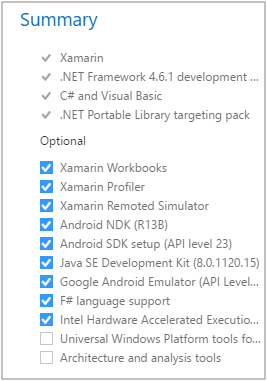 Summary
Xamarin
.NET Framework 4.6.1 development ...
C# and Visual Basic
.NET Portable Library targeting pack
Optional
Xamarin Workbooks
Xamarin Profiler
Xamarin Remoted Simulator
Android NDK (R13B)
Android SDK setup (API level 23)
Java SE Development Kit (8.0.1120.15)
Google Android Emulator (API Level...
F# language support
Intel Hardware Accelerated Executio...
Universal Windows Platform tools fo...
Architecture and analysis tools